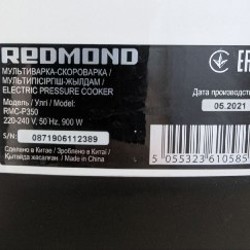 REDMOND
МУЛЬТИВАРКА-СКОРОВАРКА /
МУЛЬТИПІСІРГІШ-ЖЫЛДАМ /
ELECTRIC PRESSURE COOKER
Модель / Үлгі / Model:
RMC-P350
220-240 V, 50 Hz, 900 W
S/N: 0871906112389
Сделано в Китае / Зроблено в Китаї /
Қытайда жасалған. / Made in China
Дата производства
05.2021
5 055323 610585